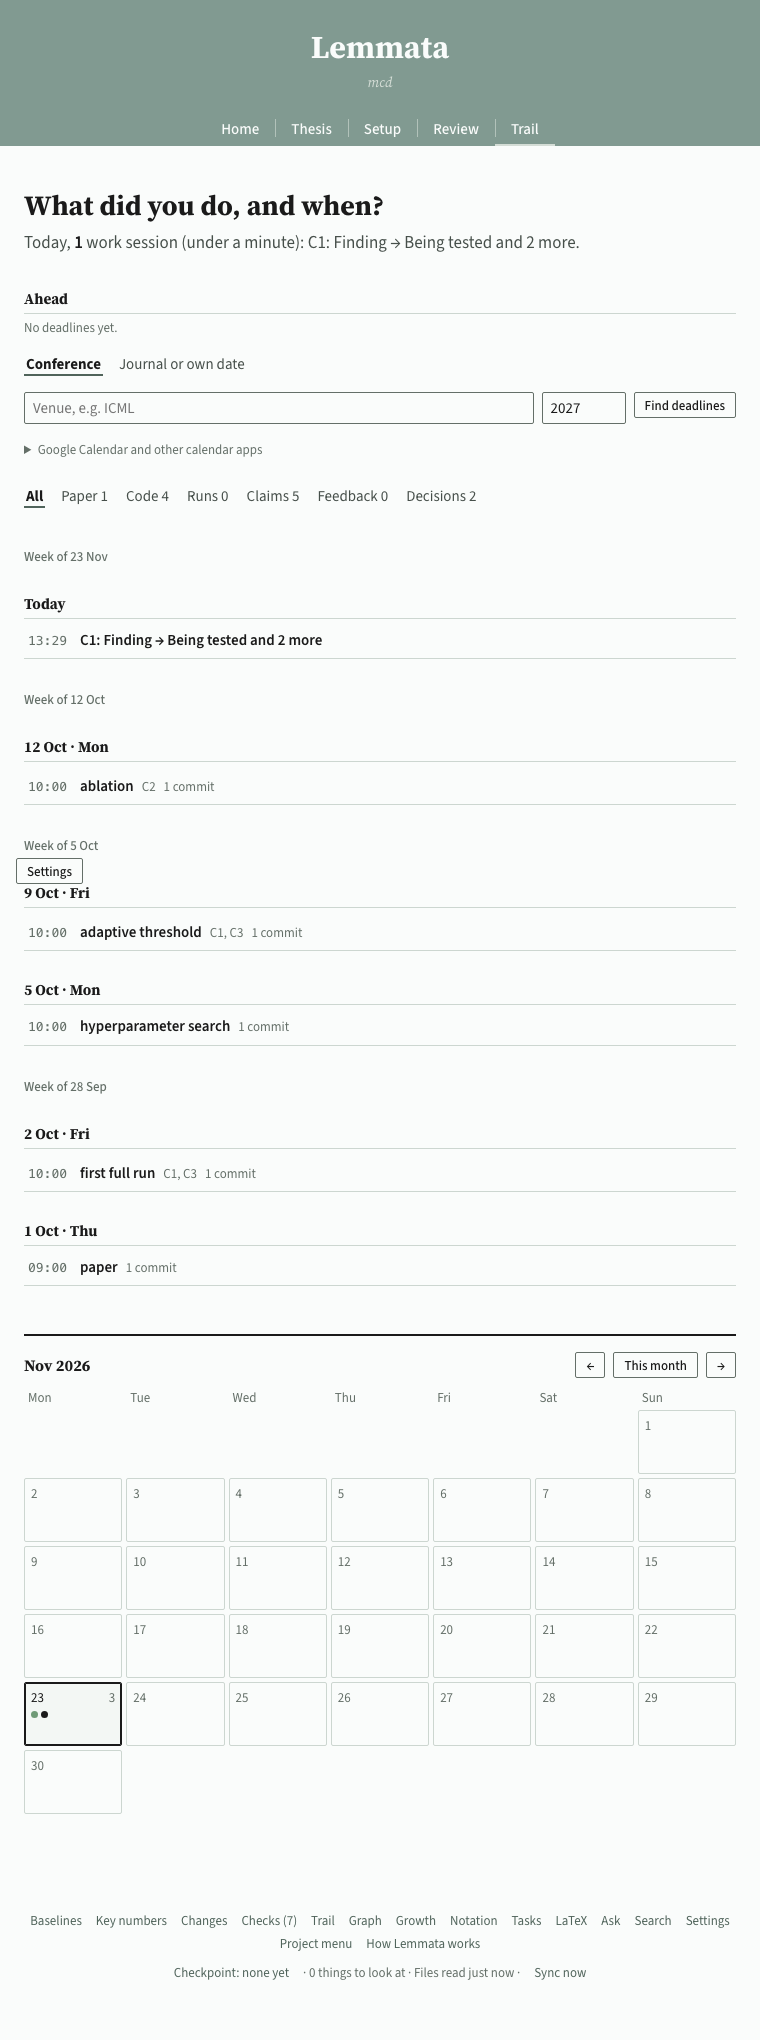 Lemmata
mcd
Home Thesis Setup Review Trail
What did you do, and when?
Today, 1 work session (under a minute): C1: Finding → Being tested and 2 more.
Ahead
No deadlines yet.
Conference Journal or own date
Venue, e.g. ICML 2027 Find deadlines
▶ Google Calendar and other calendar apps
All Paper 1 Code 4 Runs 0 Claims 5 Feedback 0 Decisions 2
Week of 23 Nov
Today
13:29 C1: Finding → Being tested and 2 more
Week of 12 Oct
12 Oct · Mon
10:00 ablation C2 1 commit
Week of 5 Oct
Settings
9 Oct · Fri
10:00 adaptive threshold C1, C3 1 commit
5 Oct · Mon
10:00 hyperparameter search 1 commit
Week of 28 Sep
2 Oct · Fri
10:00 first full run C1, C3 1 commit
1 Oct · Thu
09:00 paper 1 commit
Nov 2026 ← This month →
Mon Tue Wed Thu Fri Sat Sun
1
2 3 4 5 6 7 8
9 10 11 12 13 14 15
16 17 18 19 20 21 22
23 3 24 25 26 27 28 29
30
Baselines Key numbers Changes Checks (7) Trail Graph Growth Notation Tasks LaTeX Ask Search Settings
Project menu How Lemmata works
Checkpoint: none yet · 0 things to look at · Files read just now · Sync now